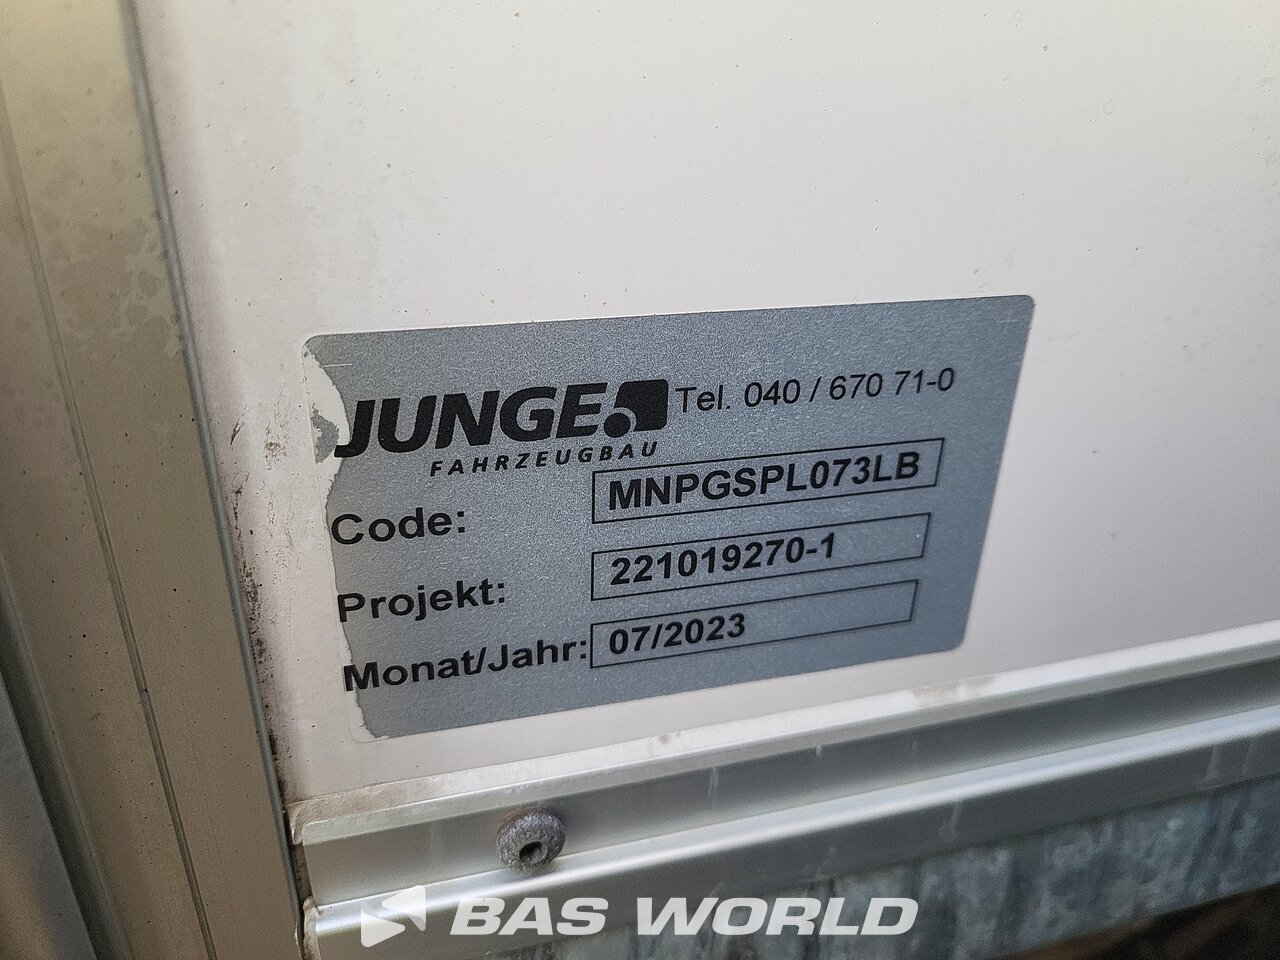 JUNGE Tel. 040 / 670 71-0
FAHRZEUGBAU
Code: MNPGSPL073LB
Projekt: 221019270-1
Monat/Jahr: 07/2023
BAS WORLD